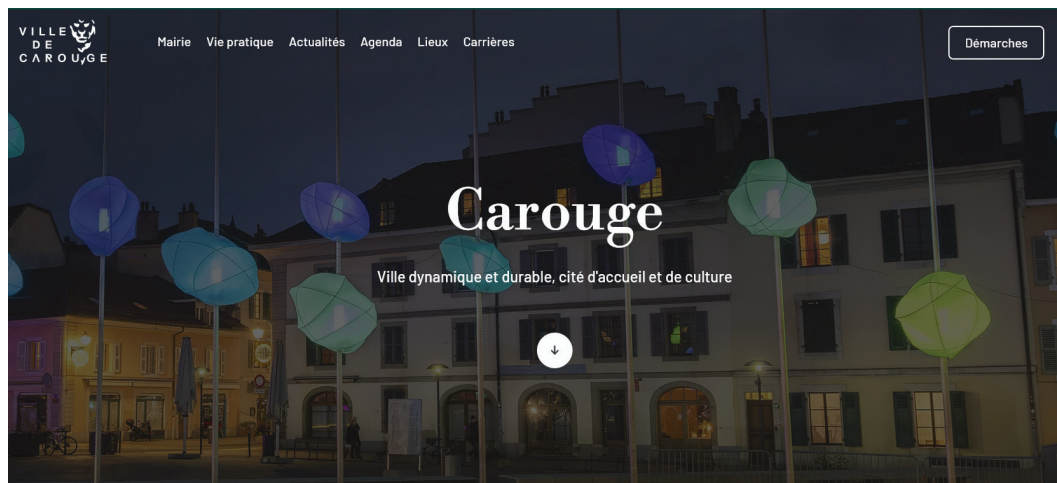 VILLE
DE
CAROUGE
Mairie Vie pratique Actualités Agenda Lieux Carrières
Démarches
Carouge
Ville dynamique et durable, cité d'accueil et de culture